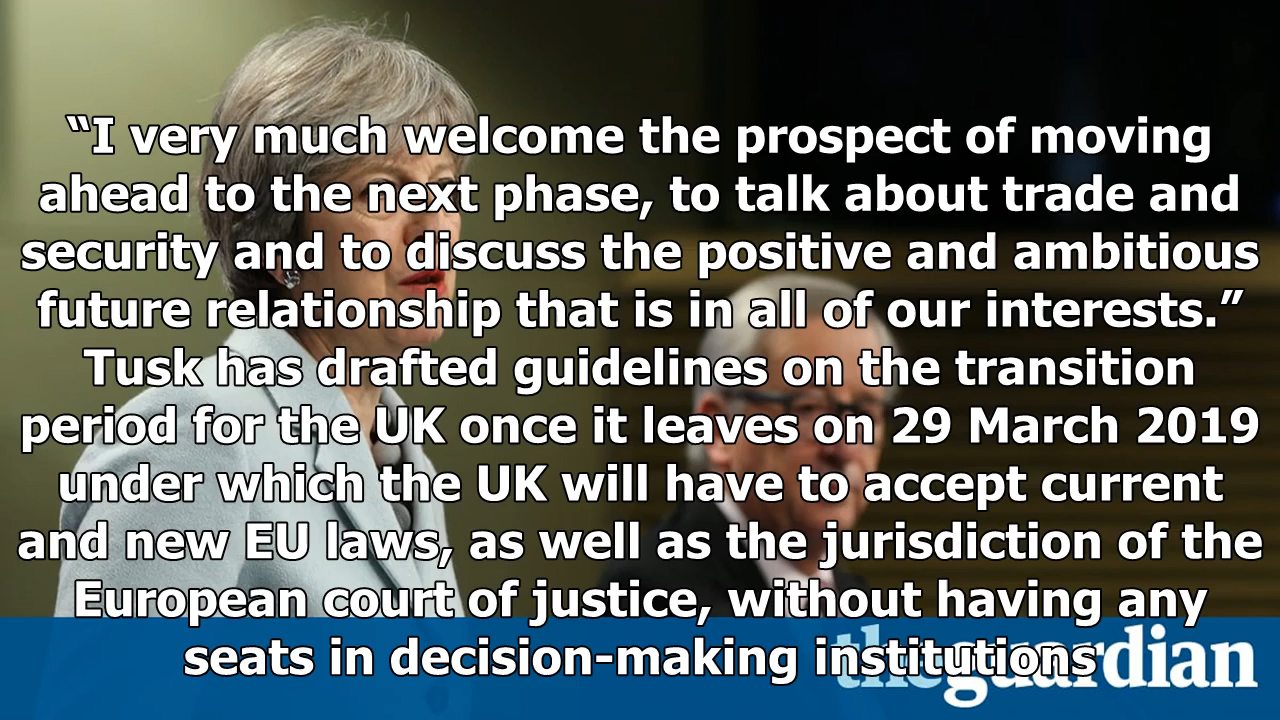 “I very much welcome the prospect of moving
ahead to the next phase, to talk about trade and
security and to discuss the positive and ambitious
future relationship that is in all of our interests.”
Tusk has drafted guidelines on the transition
period for the UK once it leaves on 29 March 2019
under which the UK will have to accept current
and new EU laws, as well as the jurisdiction of the
European court of justice, without having any
seats in decision-making institutions
theguardian